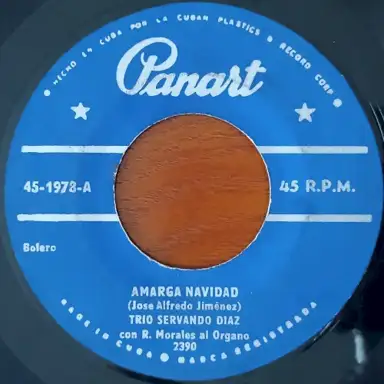 HECHO EN CUBA POR LA CUBAN PLASTICS & RECORD CORP.
Panart
45-1973-A
45 R.P.M.
Bolero
AMARGA NAVIDAD
(Jose Alfredo Jiménez)
TRIO SERVANDO DIAZ
con R. Morales al Organo
2390
MADE IN CUBA • MARCA REGISTRADA